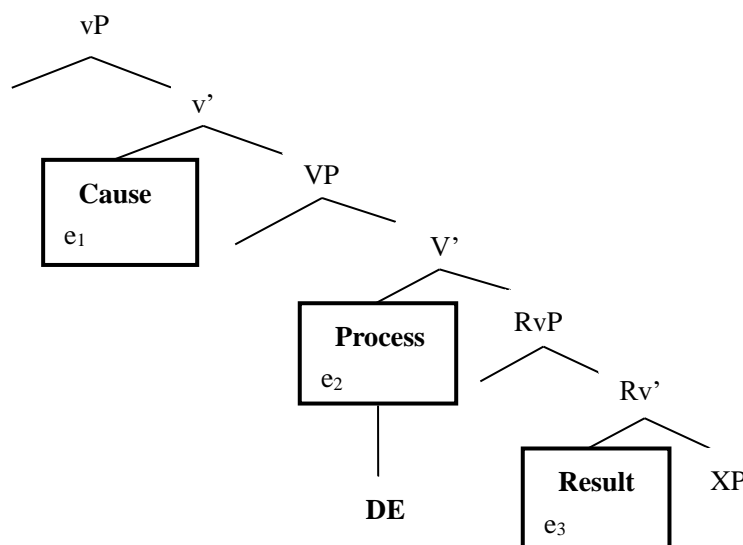 vP
v’
Cause
e₁
VP
V’
Process
e₂
RvP
Rv’
DE
Result
e₃
XP